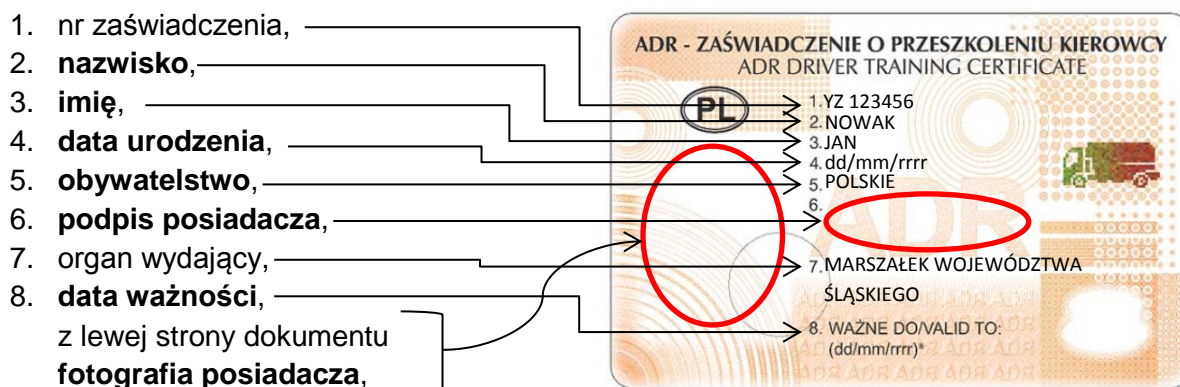 1. nr zaświadczenia,
2. nazwisko,
3. imię,
4. data urodzenia,
5. obywatelstwo,
6. podpis posiadacza,
7. organ wydający,
8. data ważności,
z lewej strony dokumentu
fotografia posiadacza,
ADR - ZAŚWIADCZENIE O PRZESZKOLENIU KIEROWCY
ADR DRIVER TRAINING CERTIFICATE
PL
1. YZ 123456
2. NOWAK
3. JAN
4. dd/mm/rrrr
5. POLSKIE
6.
ADR
7. MARSZAŁEK WOJEWÓDZTWA
ŚLĄSKIEGO
8. WAŻNE DO/VALID TO:
(dd/mm/rrrr)*